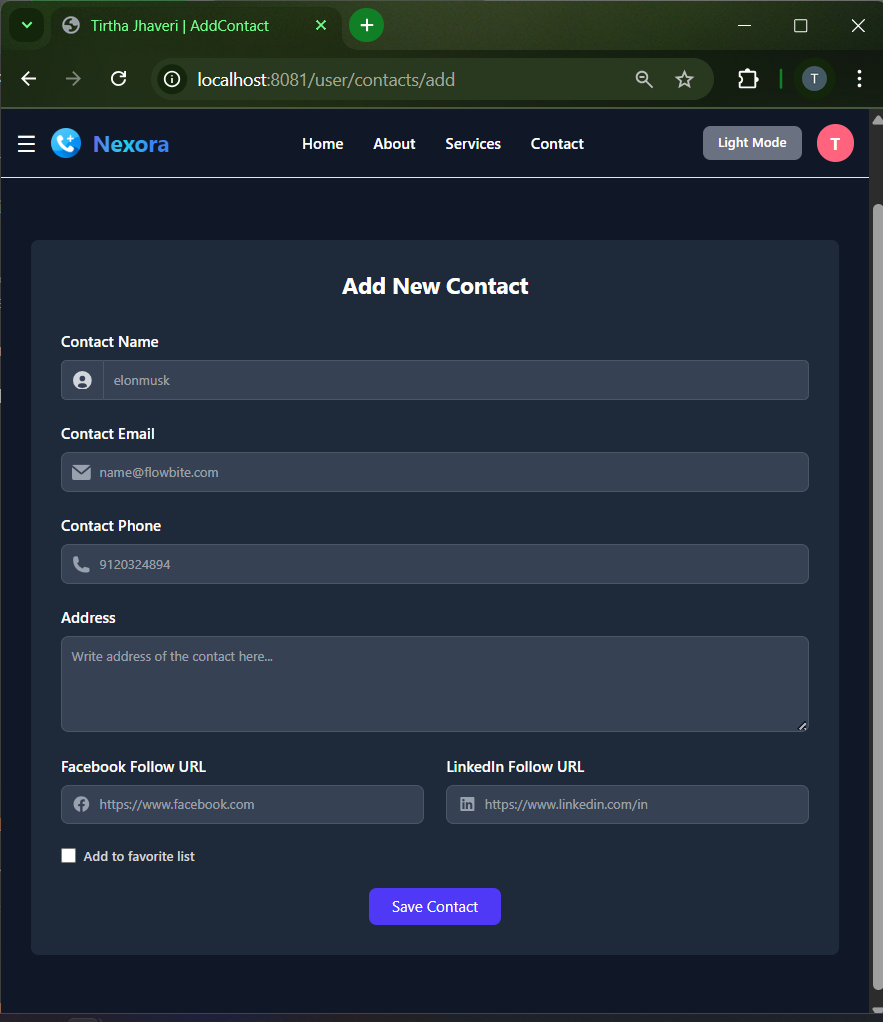 Tirtha Jhaveri | AddContact
localhost:8081/user/contacts/add
T
Nexora
Home About Services Contact
Light Mode
T
Add New Contact
Contact Name
elonmusk
Contact Email
name@flowbite.com
Contact Phone
9120324894
Address
Write address of the contact here...
Facebook Follow URL LinkedIn Follow URL
https://www.facebook.com https://www.linkedin.com/in
Add to favorite list
Save Contact